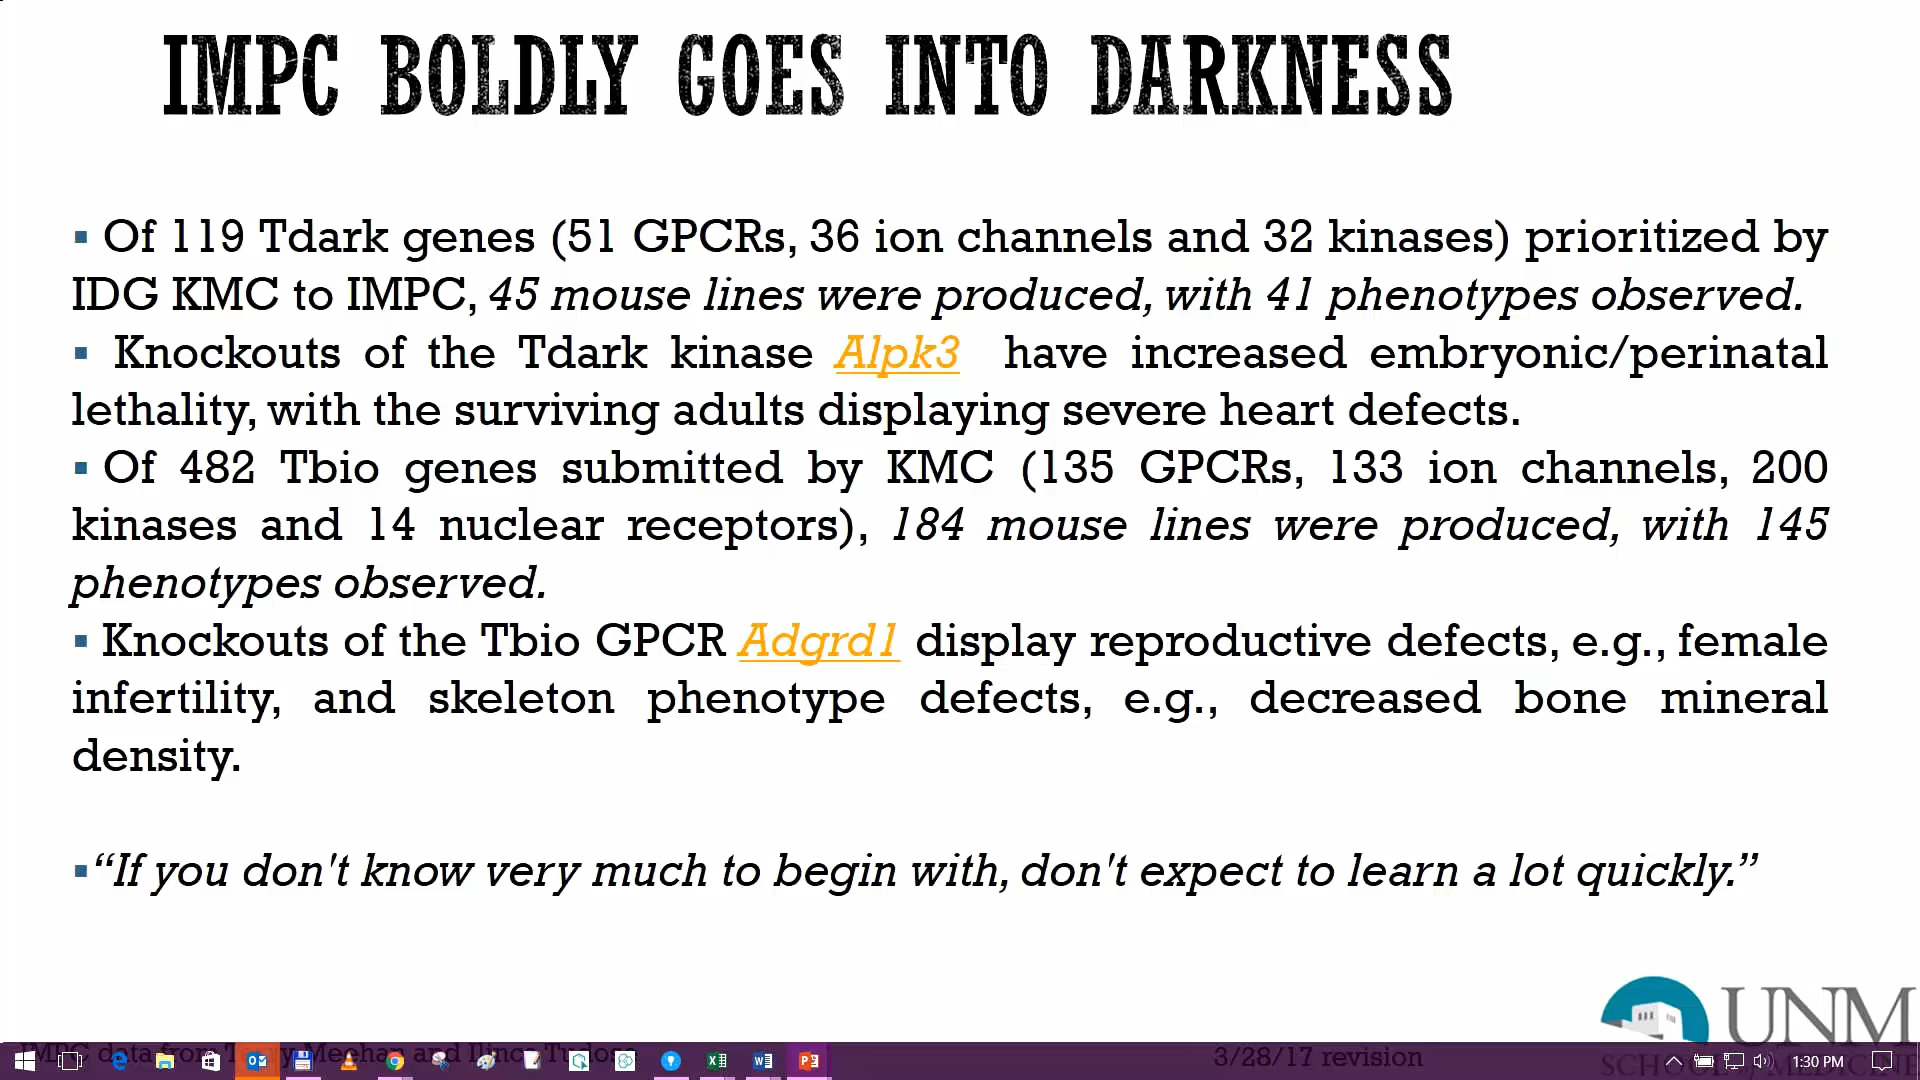 IMPC BOLDLY GOES INTO DARKNESS
▪ Of 119 Tdark genes (51 GPCRs, 36 ion channels and 32 kinases) prioritized by
IDG KMC to IMPC, 45 mouse lines were produced, with 41 phenotypes observed.
▪ Knockouts of the Tdark kinase Alpk3 have increased embryonic/perinatal
lethality, with the surviving adults displaying severe heart defects.
▪ Of 482 Tbio genes submitted by KMC (135 GPCRs, 133 ion channels, 200
kinases and 14 nuclear receptors), 184 mouse lines were produced, with 145
phenotypes observed.
▪ Knockouts of the Tbio GPCR Adgrd1 display reproductive defects, e.g., female
infertility, and skeleton phenotype defects, e.g., decreased bone mineral
density.
▪ “If you don't know very much to begin with, don't expect to learn a lot quickly.”
UNM
data from Meehan and 3/28/17 revision
1:30 PM